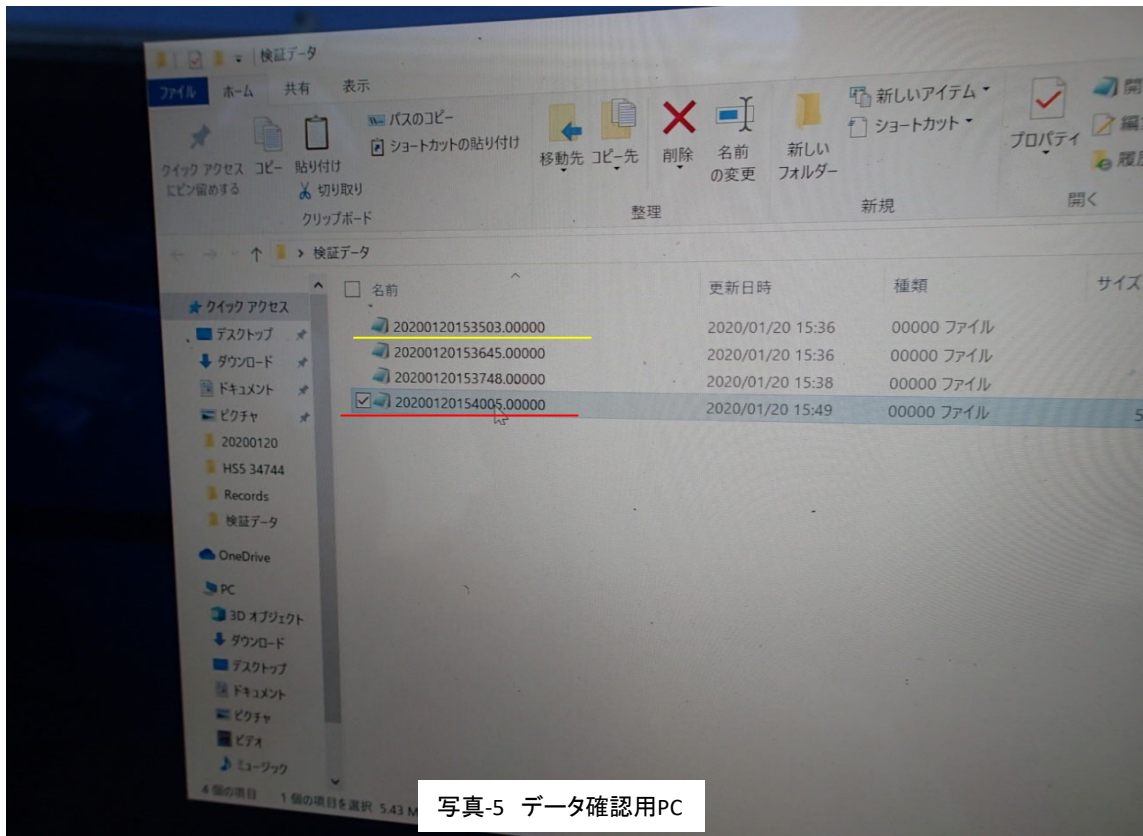 検証データ
ファイル ホーム 共有 表示
クイック アクセス
にピン留めする
コピー
貼り付け
パスのコピー
ショートカットの貼り付け
切り取り
クリップボード
移動先
コピー先
削除
名前
の変更
整理
新しい
フォルダー
新しいアイテム
ショートカット
新規
プロパティ
開く
検証データ
名前 更新日時 種類 サイズ
20200120153503.00000 2020/01/20 15:36 00000 ファイル
20200120153645.00000 2020/01/20 15:36 00000 ファイル
20200120153748.00000 2020/01/20 15:38 00000 ファイル
20200120154005.00000 2020/01/20 15:49 00000 ファイル 5
クイック アクセス
デスクトップ
ダウンロード
ドキュメント
ピクチャ
20200120
HS5 34744
Records
検証データ
OneDrive
PC
3D オブジェクト
ダウンロード
デスクトップ
ドキュメント
ピクチャ
ビデオ
ミュージック
4 個の項目 1 個の項目を選択 5.43 M
写真-5 データ確認用PC